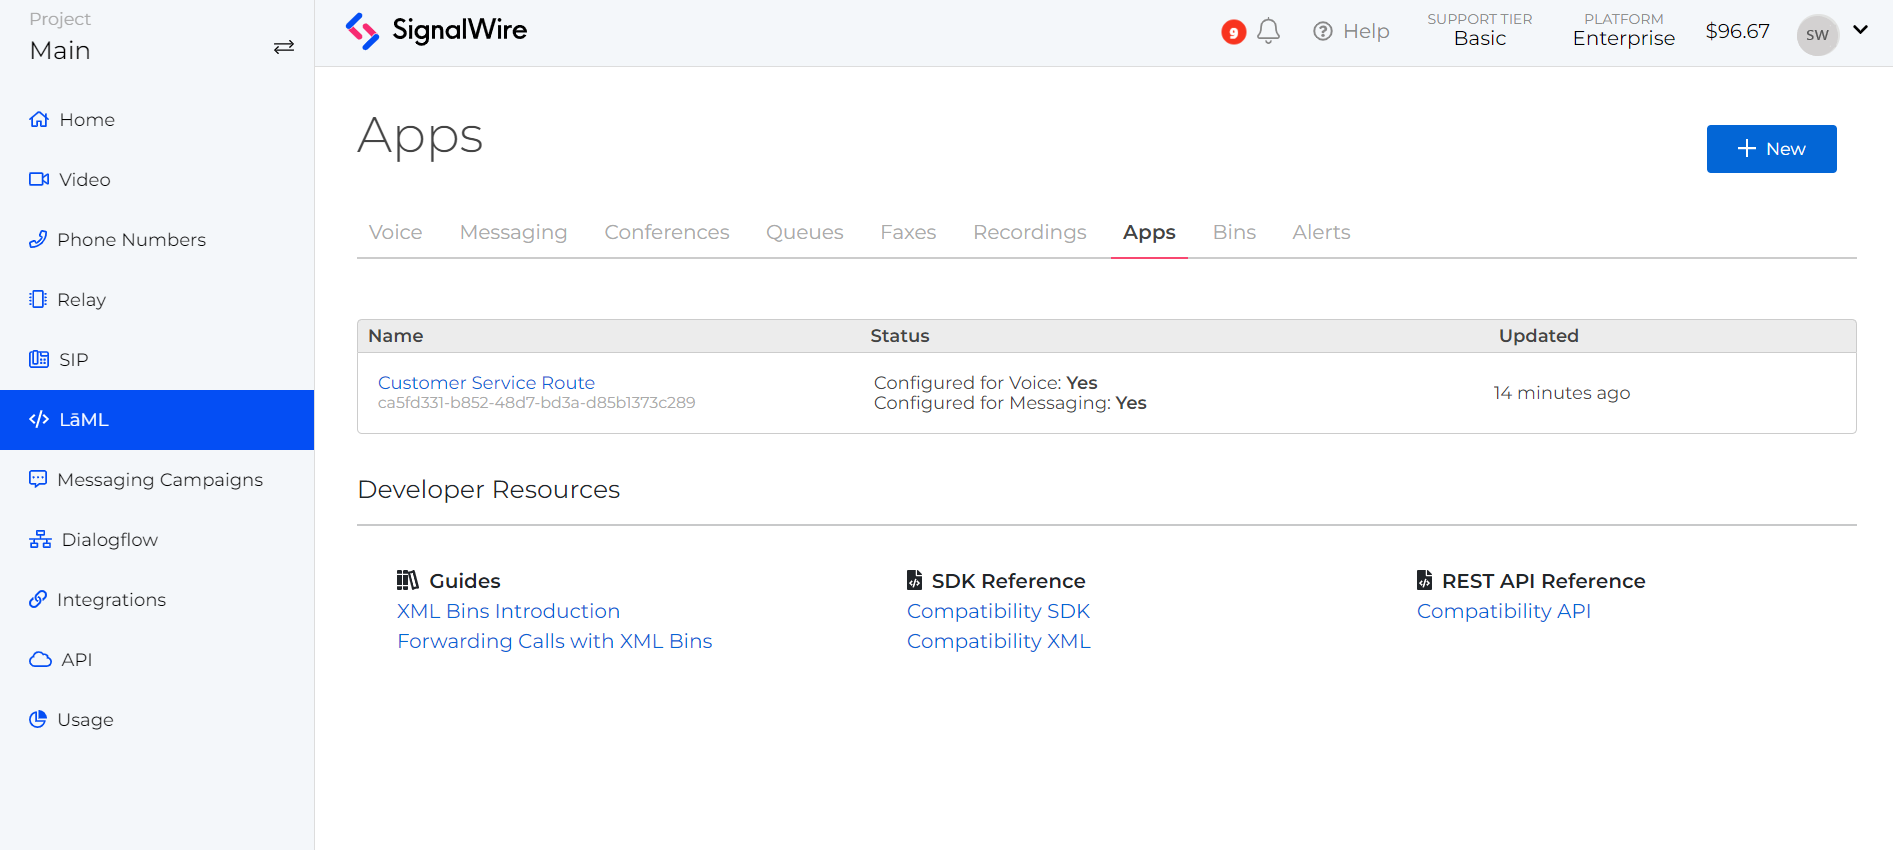 Project
Main
Home
Video
Phone Numbers
Relay
SIP
LāML
Messaging Campaigns
Dialogflow
Integrations
API
Usage
SignalWire
9
Help
SUPPORT TIER
Basic
PLATFORM
Enterprise
$96.67
SW
Apps
New
Voice Messaging Conferences Queues Faxes Recordings Apps Bins Alerts
Name Status Updated
Customer Service Route
ca5fd331-b852-48d7-bd3a-d85b1373c289
Configured for Voice: Yes
Configured for Messaging: Yes
14 minutes ago
Developer Resources
Guides
XML Bins Introduction
Forwarding Calls with XML Bins
SDK Reference
Compatibility SDK
Compatibility XML
REST API Reference
Compatibility API